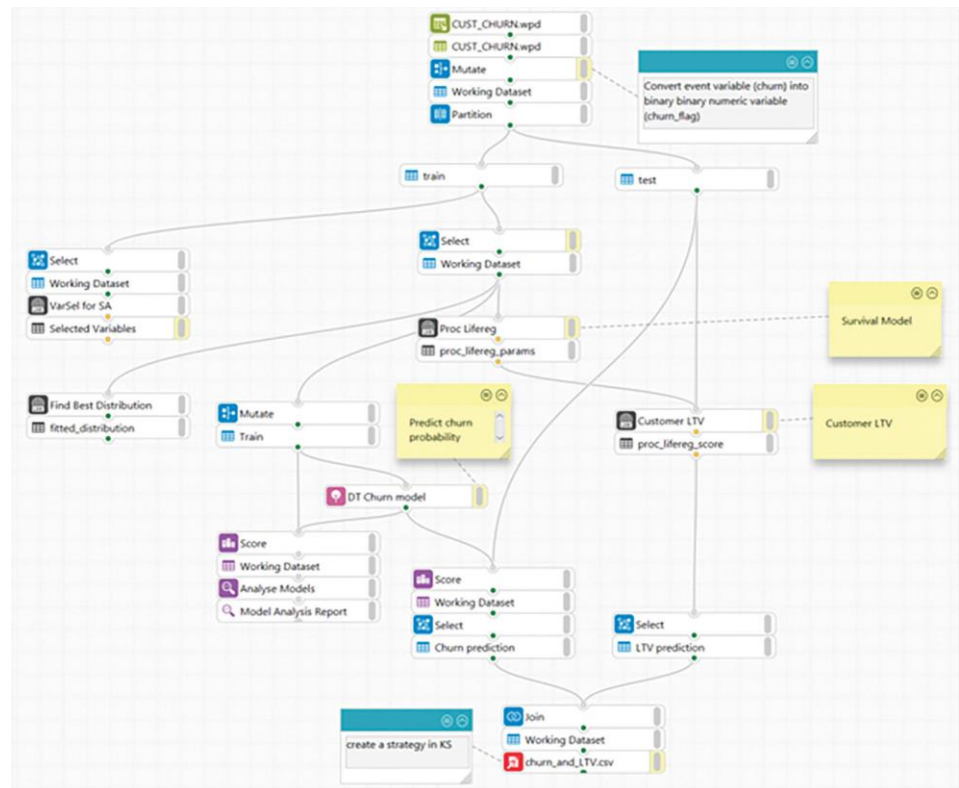 CUST_CHURN.wpd
CUST_CHURN.wpd
Mutate
Working Dataset
Partition
Convert event variable (churn) into
binary binary numeric variable
(churn_flag)
train
test
Select
Working Dataset
VarSel for SA
Selected Variables
Select
Working Dataset
Proc Lifereg
proc_lifereg_params
Survival Model
Find Best Distribution
fitted_distribution
Mutate
Train
Predict churn
probability
Customer LTV
proc_lifereg_score
Customer LTV
DT Churn model
Score
Working Dataset
Analyse Models
Model Analysis Report
Score
Working Dataset
Select
Churn prediction
Select
LTV prediction
Join
Working Dataset
churn_and_LTV.csv
create a strategy in KS